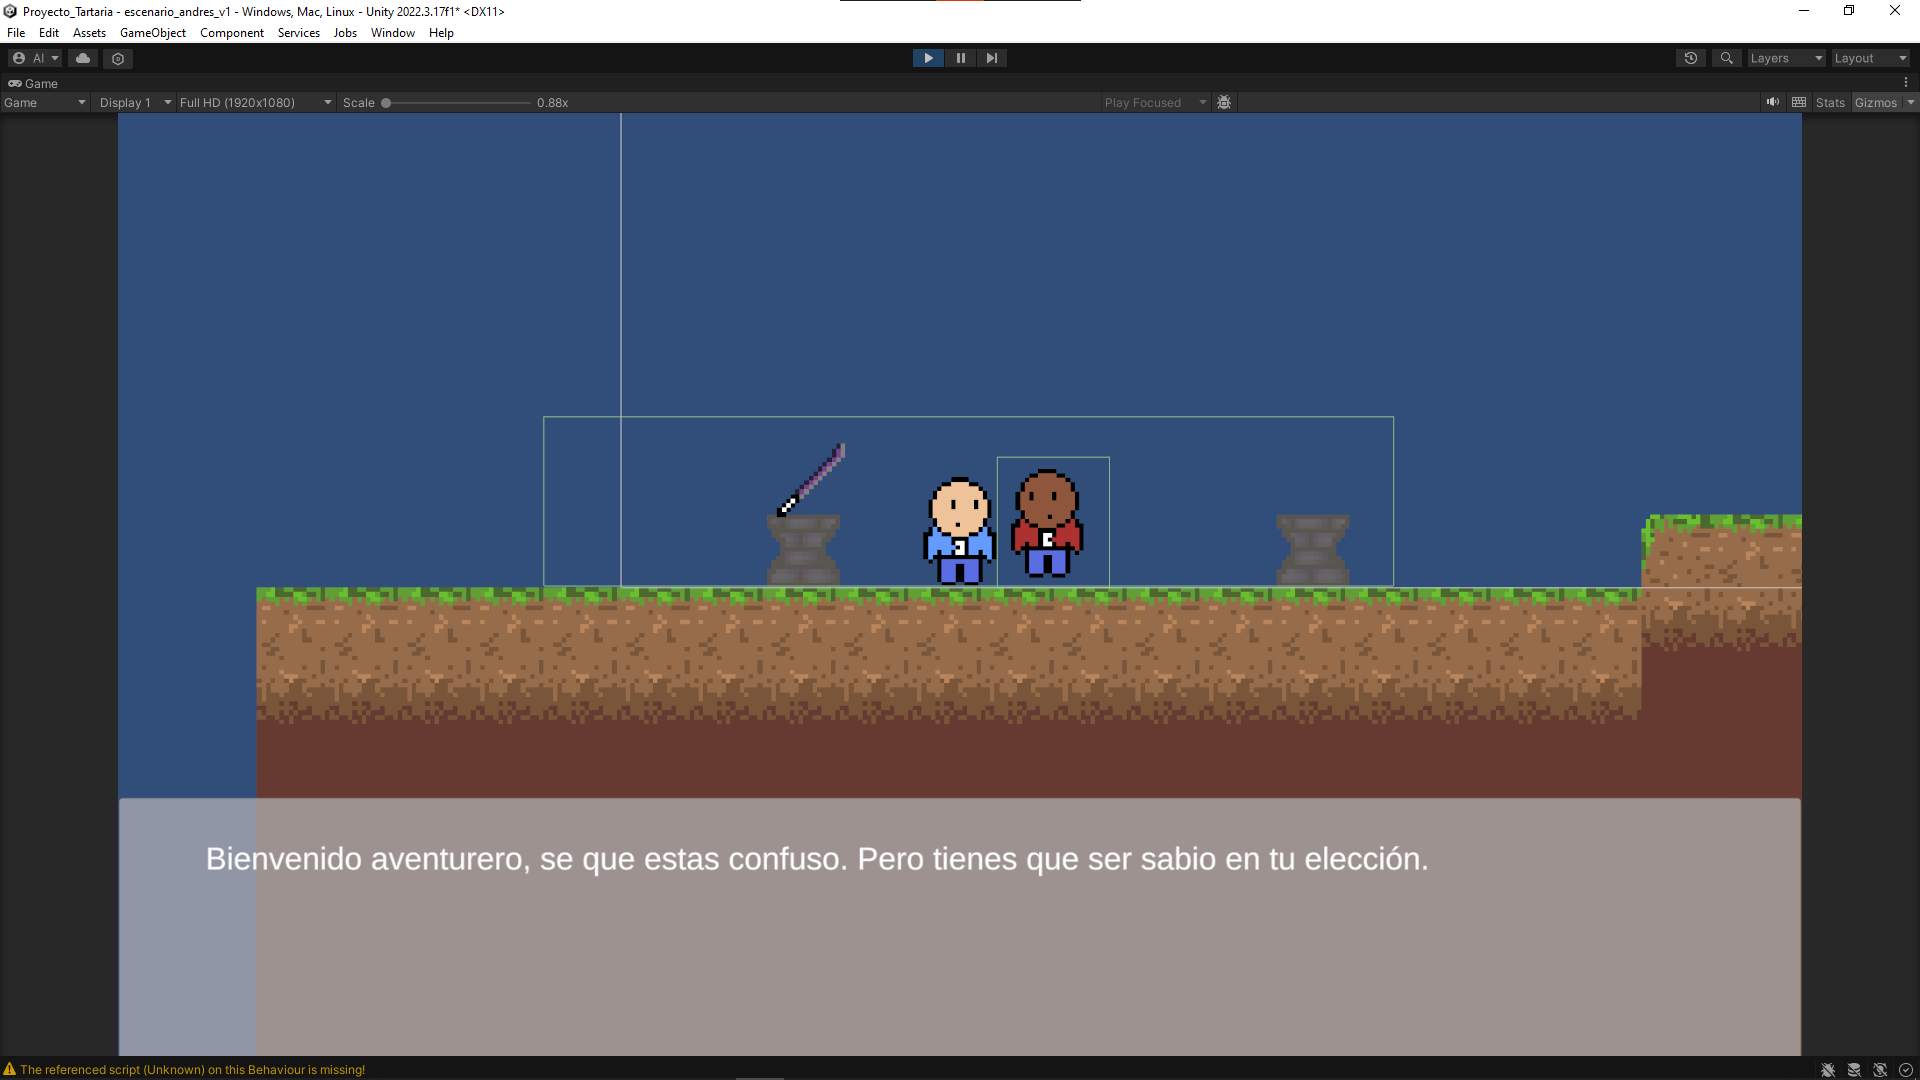 Proyecto_Tartaria - escenario_andres_v1 - Windows, Mac, Linux - Unity 2022.3.17f1* <DX11>
File Edit Assets GameObject Component Services Jobs Window Help
AI Layers Layout
Game
Game Display 1 Full HD (1920x1080) Scale 0.88x Play Focused Stats Gizmos
Bienvenido aventurero, se que estas confuso. Pero tienes que ser sabio en tu elección.
The referenced script (Unknown) on this Behaviour is missing!